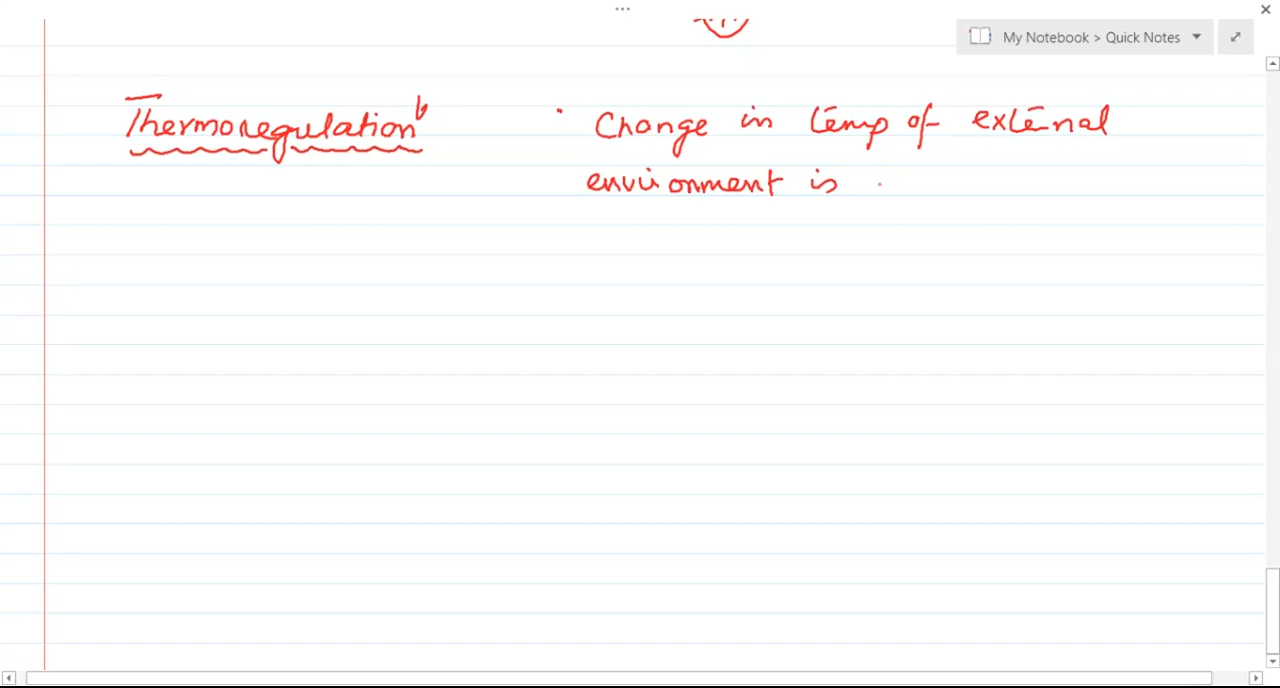 My Notebook > Quick Notes
Thermoregulation
Change in temp of external
environment is